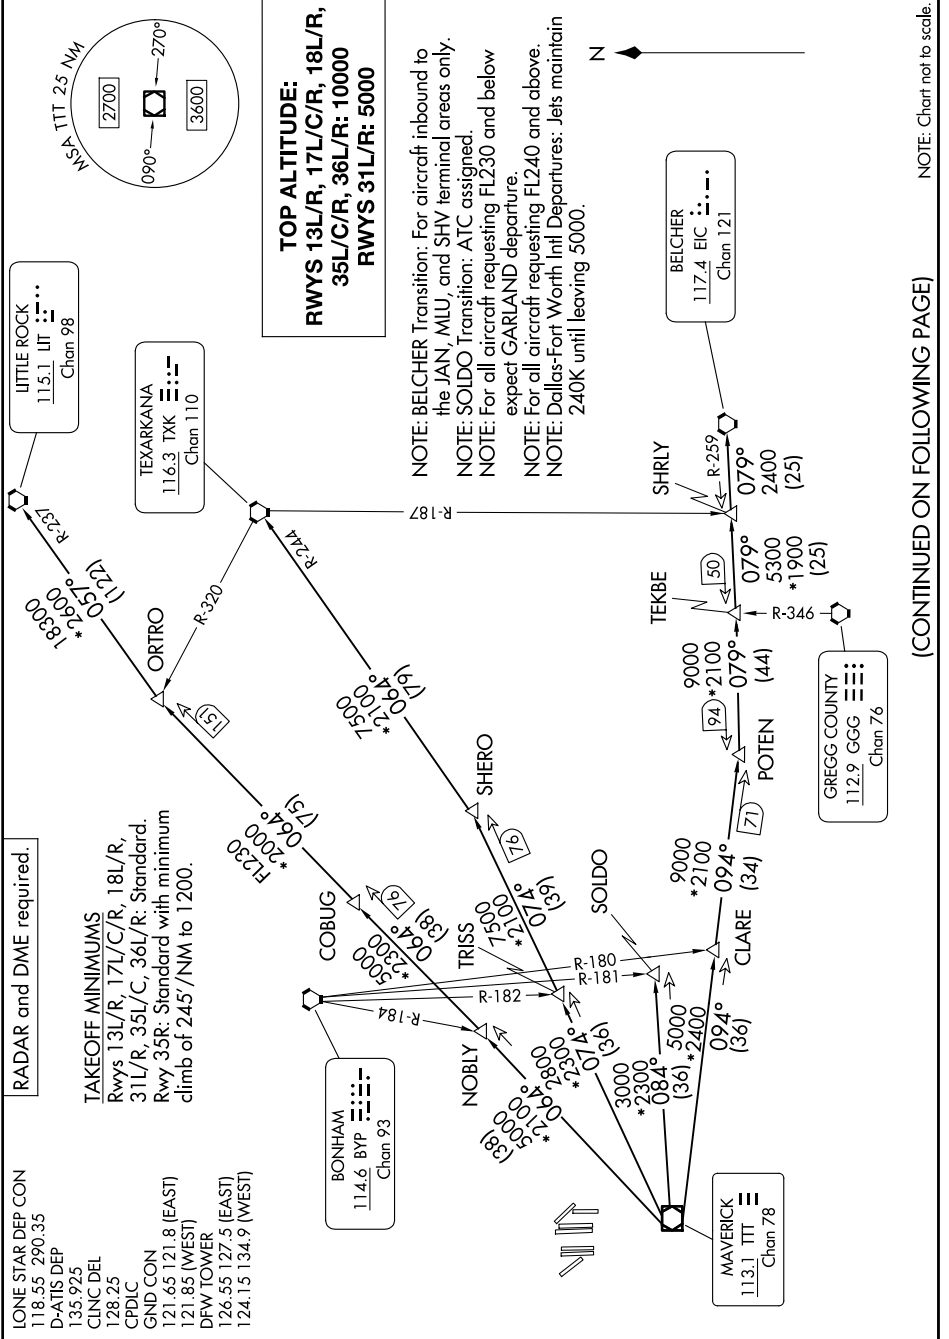 LONE STAR DEP CON
118.55 290.35
D-ATIS DEP
135.925
CLNC DEL
128.25
CPDLC
GND CON
121.65 121.8 (EAST)
121.85 (WEST)
DFW TOWER
126.55 127.5 (EAST)
124.15 134.9 (WEST)
RADAR and DME required.
TAKEOFF MINIMUMS
Rwys 13L/R, 17L/C/R, 18L/R,
31L/R, 35L/C, 36L/R: Standard.
Rwy 35R: Standard with minimum
climb of 245'/NM to 1200.
LITTLE ROCK
115.1 LIT
Chan 98
TEXARKANA
116.3 TXK
Chan 110
MSA TTT 25 NM
2700
3600
090°
270°
TOP ALTITUDE:
RWYS 13L/R, 17L/C/R, 18L/R,
35L/C/R, 36L/R: 10000
RWYS 31L/R: 5000
NOTE: BELCHER Transition: For aircraft inbound to
the JAN, MLU, and SHV terminal areas only.
NOTE: SOLDO Transition: ATC assigned.
NOTE: For all aircraft requesting FL230 and below
expect GARLAND departure.
NOTE: For all aircraft requesting FL240 and above.
NOTE: Dallas-Fort Worth Intl Departures: Jets maintain
240K until leaving 5000.
N
R-237
18300
*2600
057°
(122)
ORTRO
R-320
151
R-244
FL230
*2000
064°
(75)
COBUG
76
5000
*2300
064°
(38)
7500
*2100
064°
(79)
SHERO
76
7500
*2100
074°
(39)
TRISS
BONHAM
114.6 BYP
Chan 93
R-184
R-182
R-181
R-180
NOBLY
(38)
5000
*2100
064°
2800
*2300
074°
(36)
SOLDO
3000
*2300
084°
(36)
5000
*2400
094°
(36)
CLARE
9000
*2100
094°
(34)
71
POTEN
94
9000
*2100
079°
(44)
TEKBE
R-346
50
079°
5300
*1900
(25)
SHRLY
R-187
R-259
079°
2400
(25)
BELCHER
117.4 EIC
Chan 121
GREGG COUNTY
112.9 GGG
Chan 76
MAVERICK
113.1 TTT
Chan 78
(CONTINUED ON FOLLOWING PAGE)
NOTE: Chart not to scale.